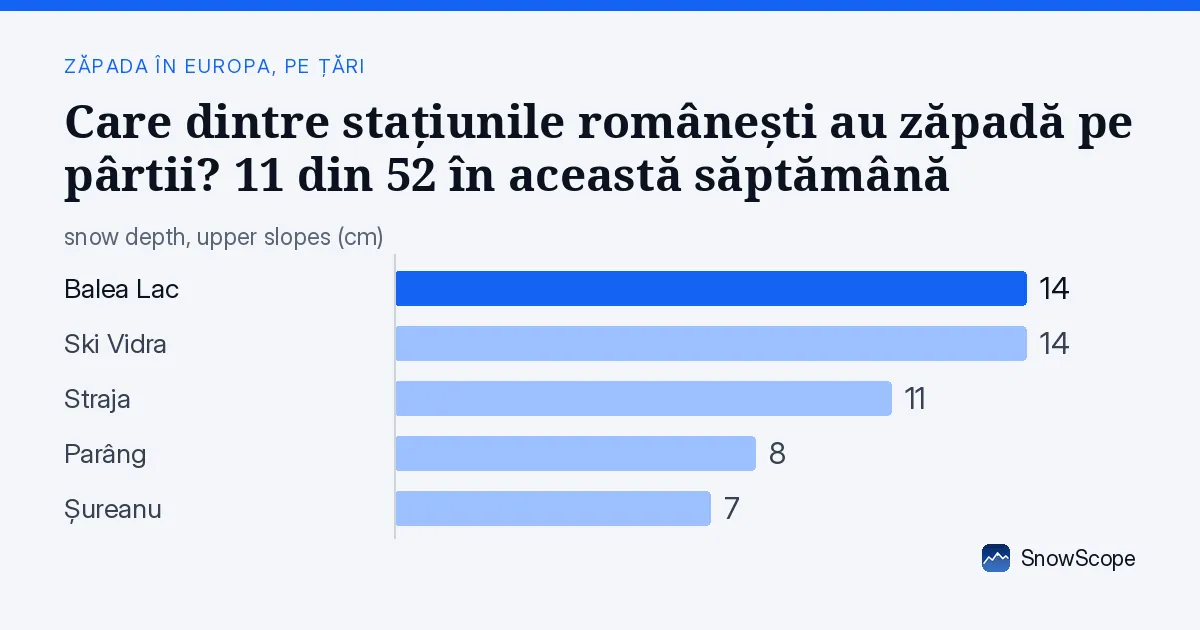 ZĂPADA ÎN EUROPA, PE ȚĂRI
Care dintre stațiunile românești au zăpadă pe
pârtii? 11 din 52 în această săptămână
snow depth, upper slopes (cm)
Balea Lac 14
Ski Vidra 14
Straja 11
Parâng 8
Șureanu 7
SnowScope